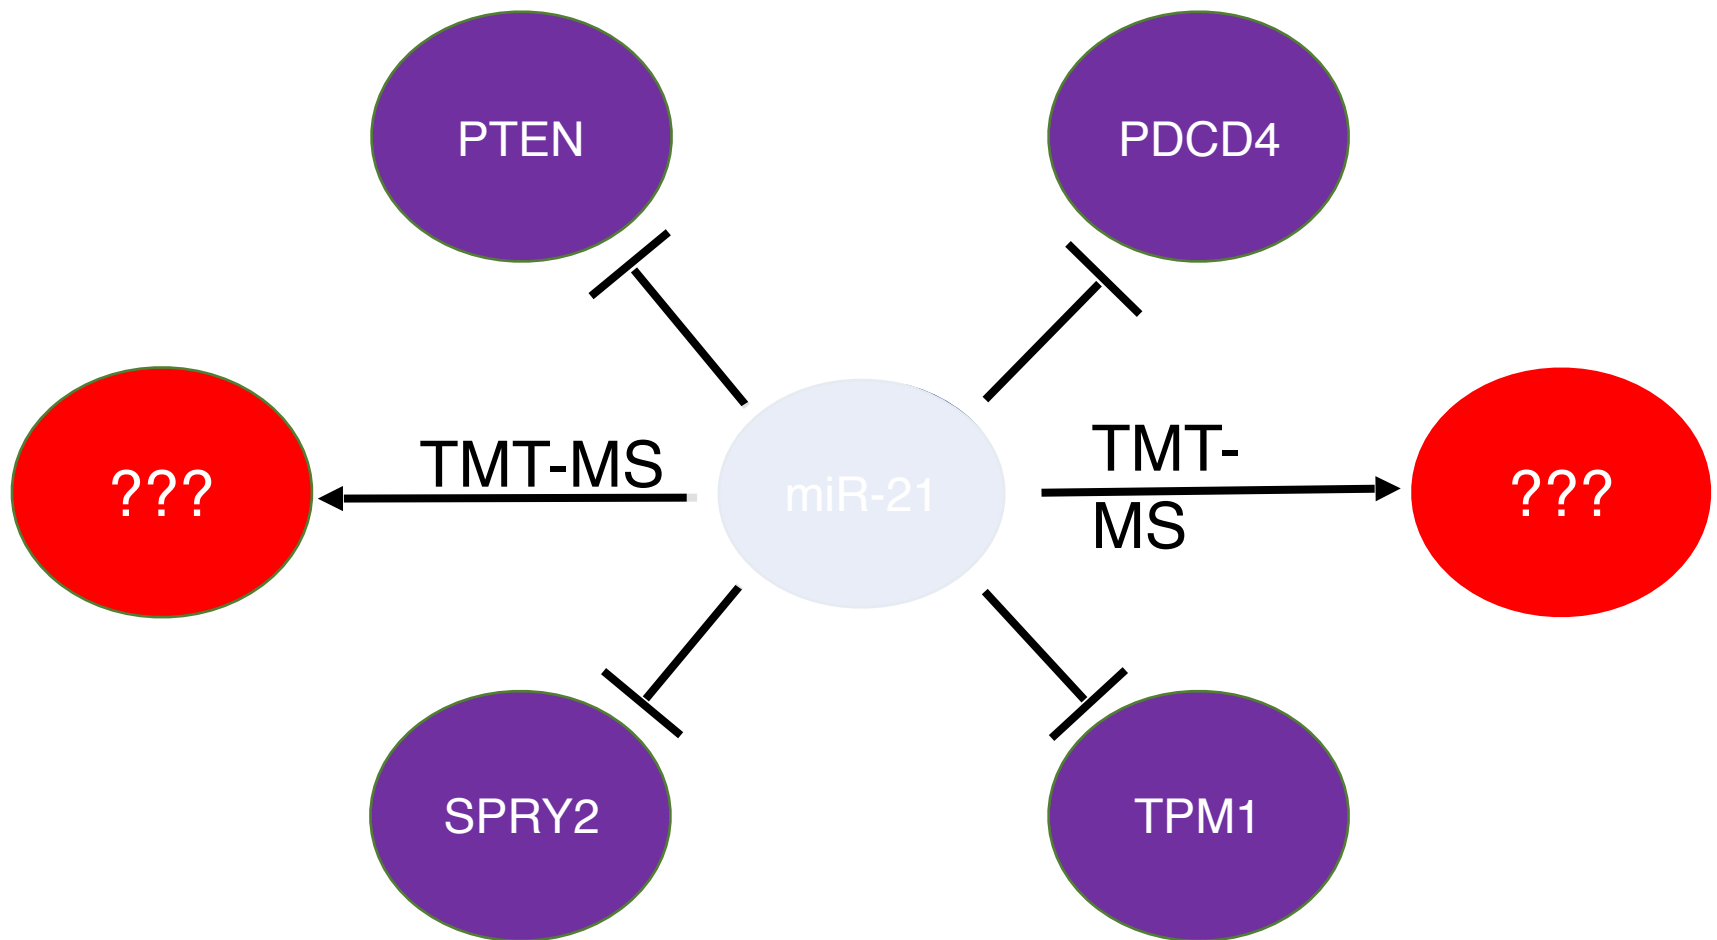 PTEN
PDCD4
???
TMT-MS
miR-21
TMT-
MS
???
SPRY2
TPM1